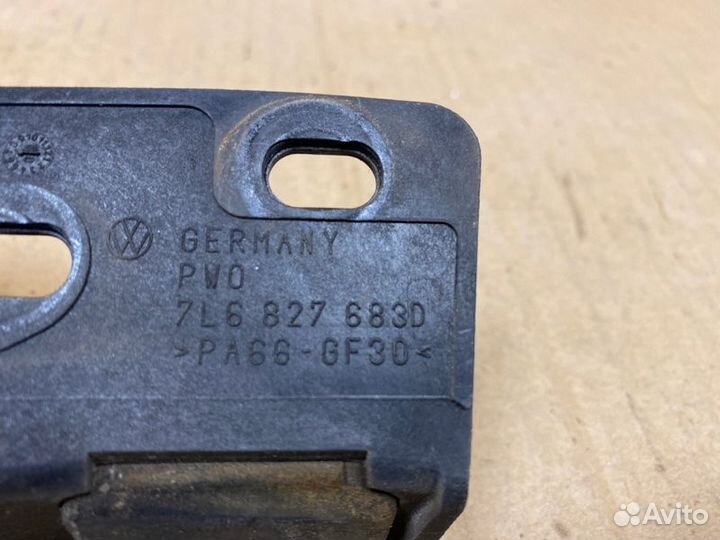 GERMANY
PWO
7L6 827 683D
>PA66-GF30<
Avito